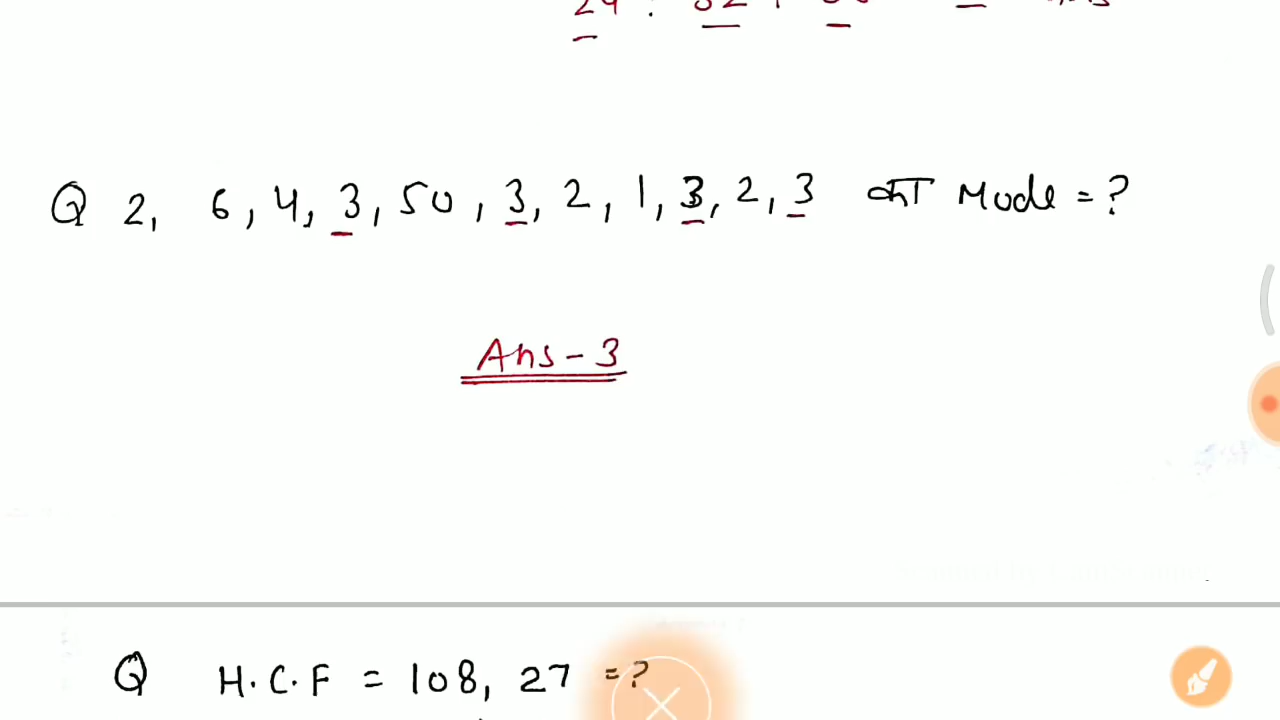 Q 2, 6, 4, 3, 50, 3, 2, 1, 3, 2, 3 का Mode = ?
Ans - 3
Q H.C.F = 108, 27 = ?